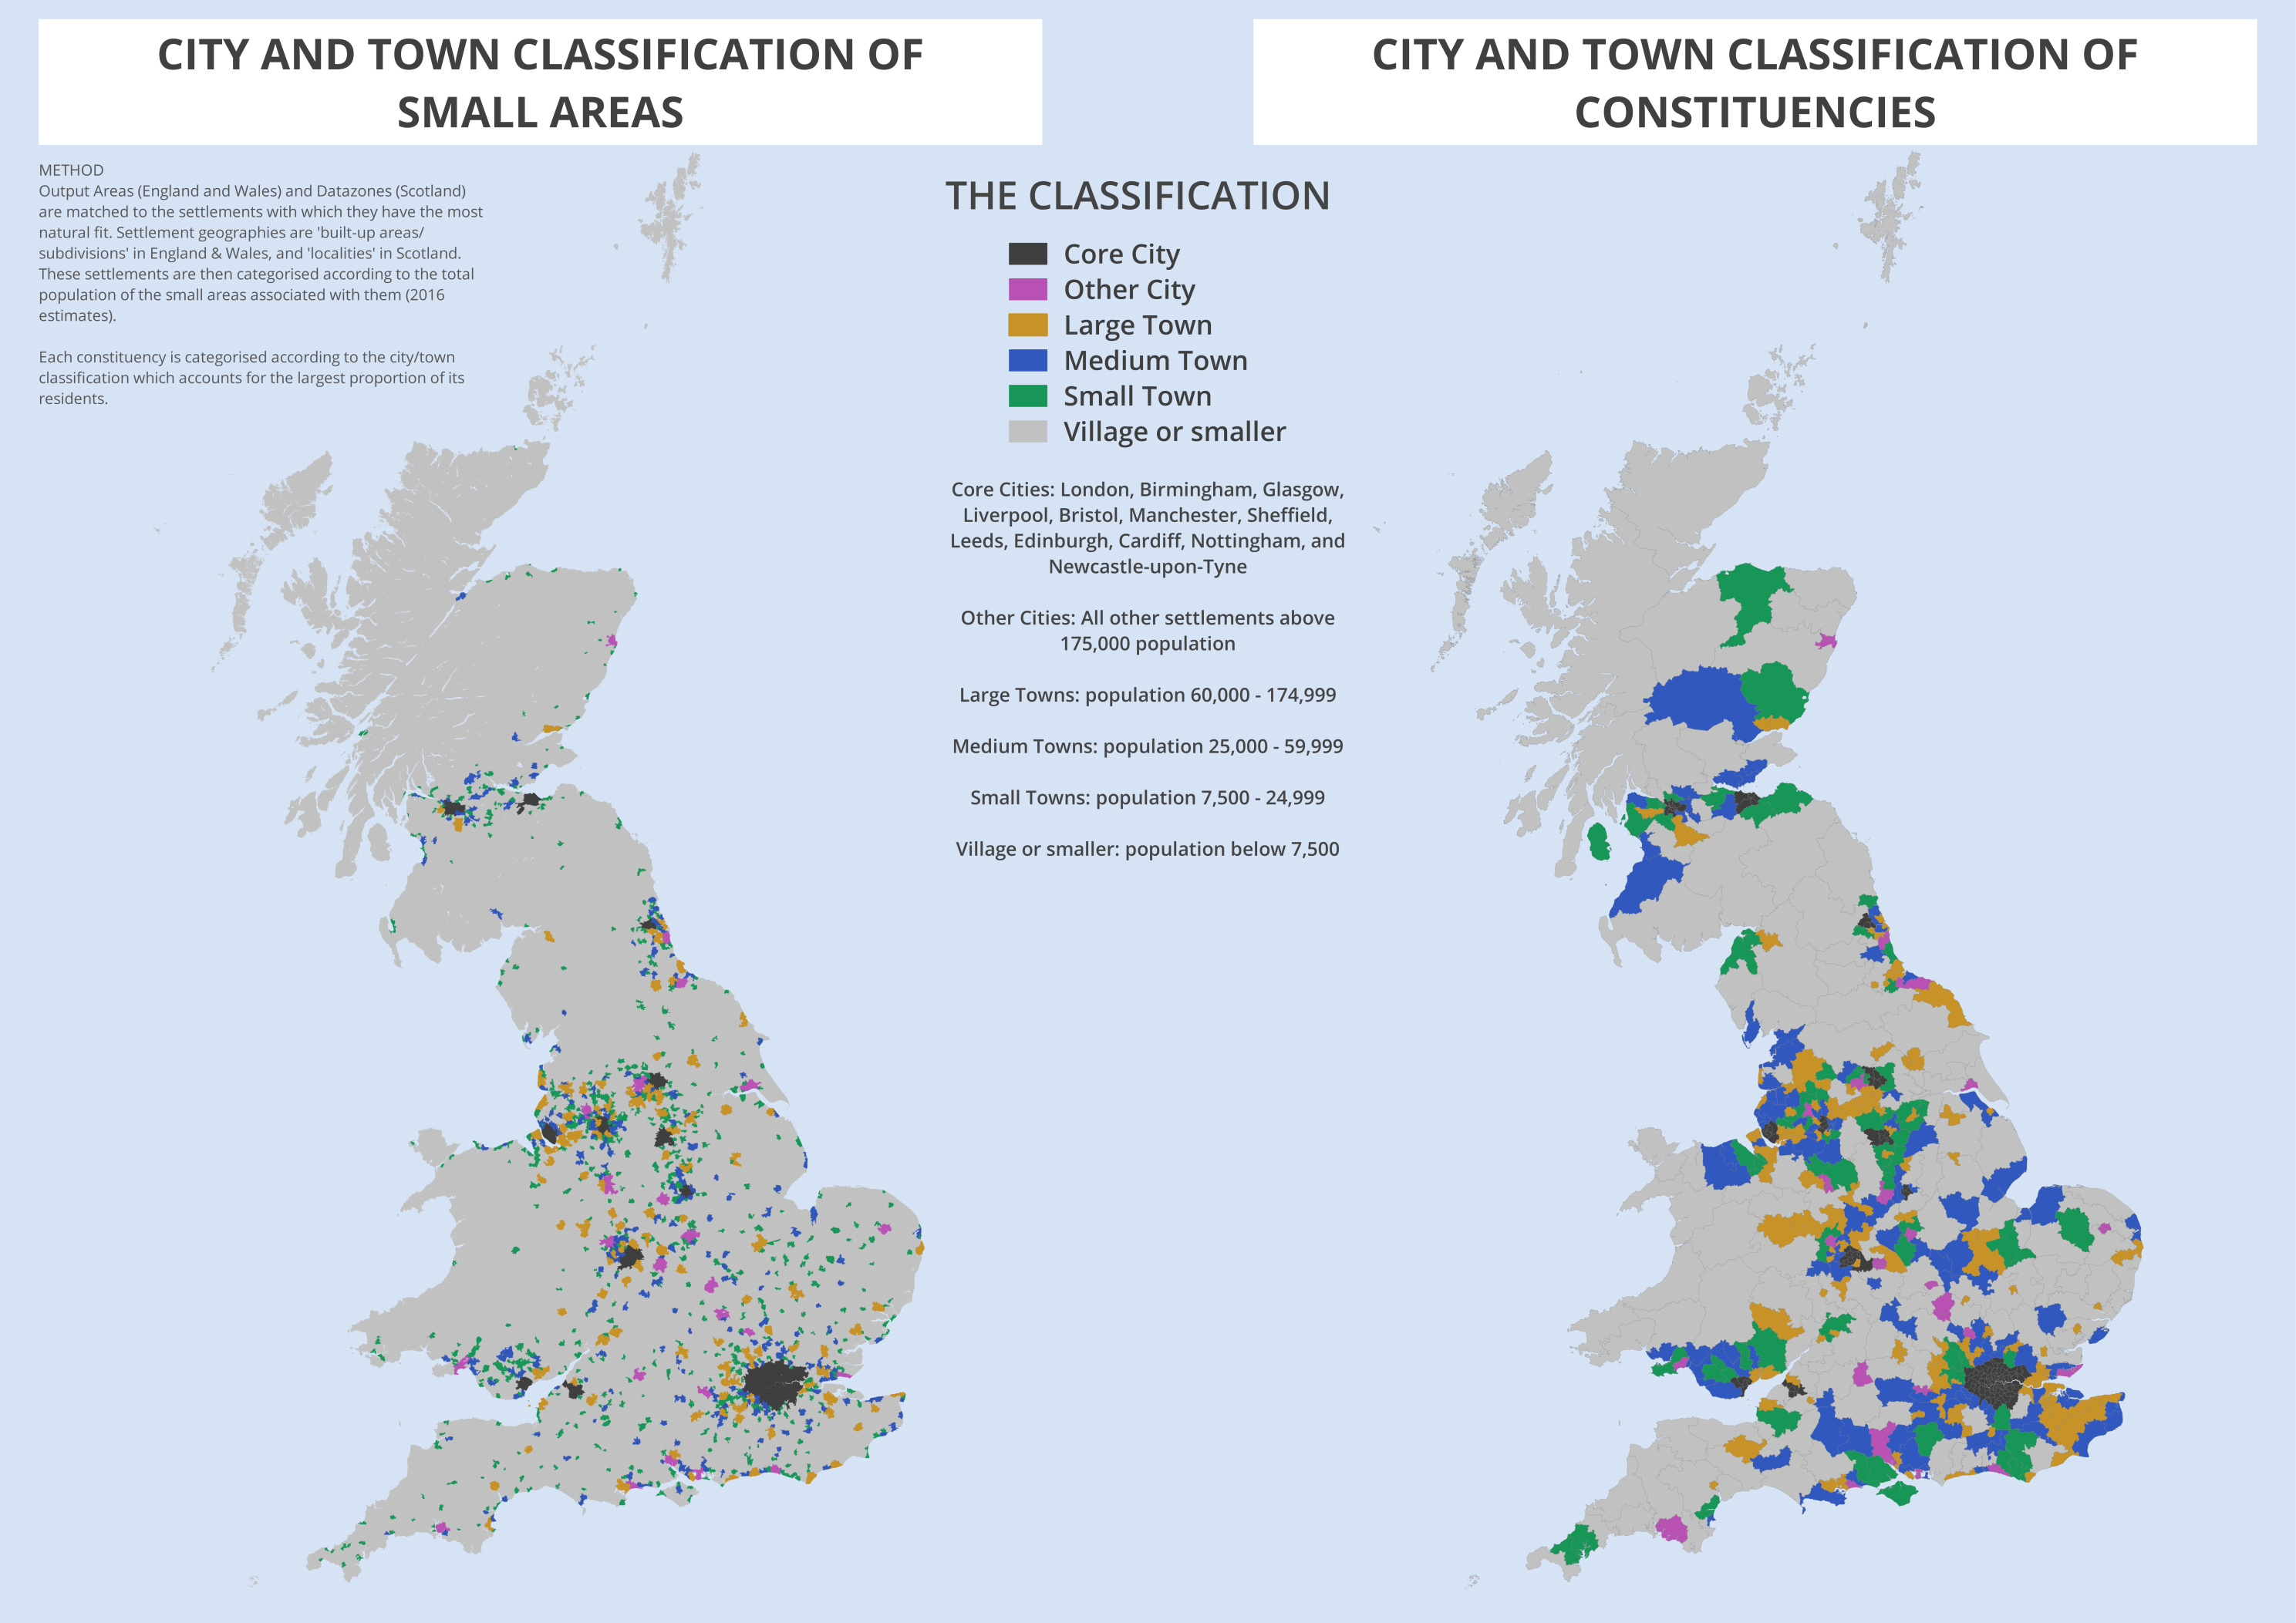 CITY AND TOWN CLASSIFICATION OF
SMALL AREAS
CITY AND TOWN CLASSIFICATION OF
CONSTITUENCIES
METHOD
Output Areas (England and Wales) and Datazones (Scotland)
are matched to the settlements with which they have the most
natural fit. Settlement geographies are 'built-up areas/
subdivisions' in England & Wales, and 'localities' in Scotland.
These settlements are then categorised according to the total
population of the small areas associated with them (2016
estimates).
Each constituency is categorised according to the city/town
classification which accounts for the largest proportion of its
residents.
THE CLASSIFICATION
Core City
Other City
Large Town
Medium Town
Small Town
Village or smaller
Core Cities: London, Birmingham, Glasgow,
Liverpool, Bristol, Manchester, Sheffield,
Leeds, Edinburgh, Cardiff, Nottingham, and
Newcastle-upon-Tyne
Other Cities: All other settlements above
175,000 population
Large Towns: population 60,000 - 174,999
Medium Towns: population 25,000 - 59,999
Small Towns: population 7,500 - 24,999
Village or smaller: population below 7,500